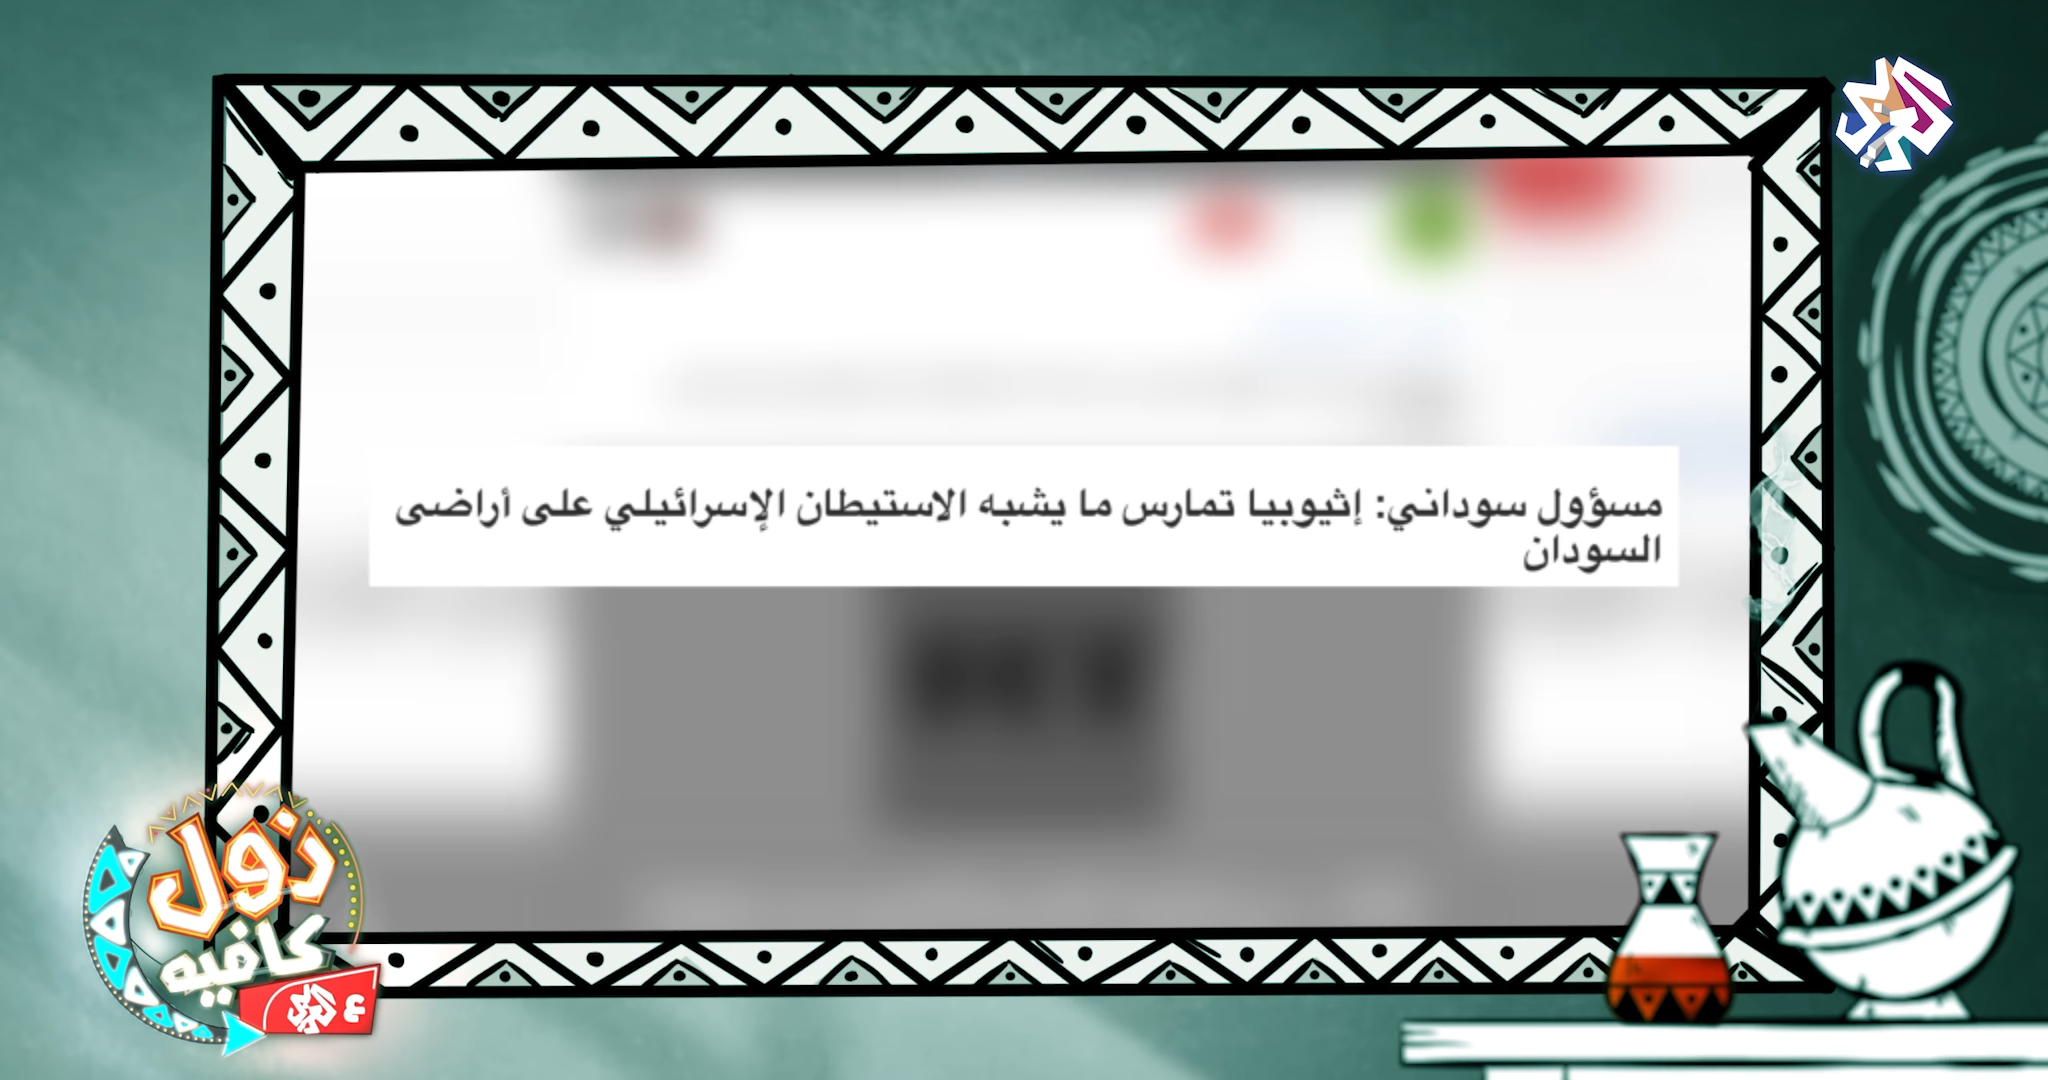 مسؤول سوداني: إثيوبيا تمارس ما يشبه الاستيطان الإسرائيلي على أراضى
السودان
زول
كافيه